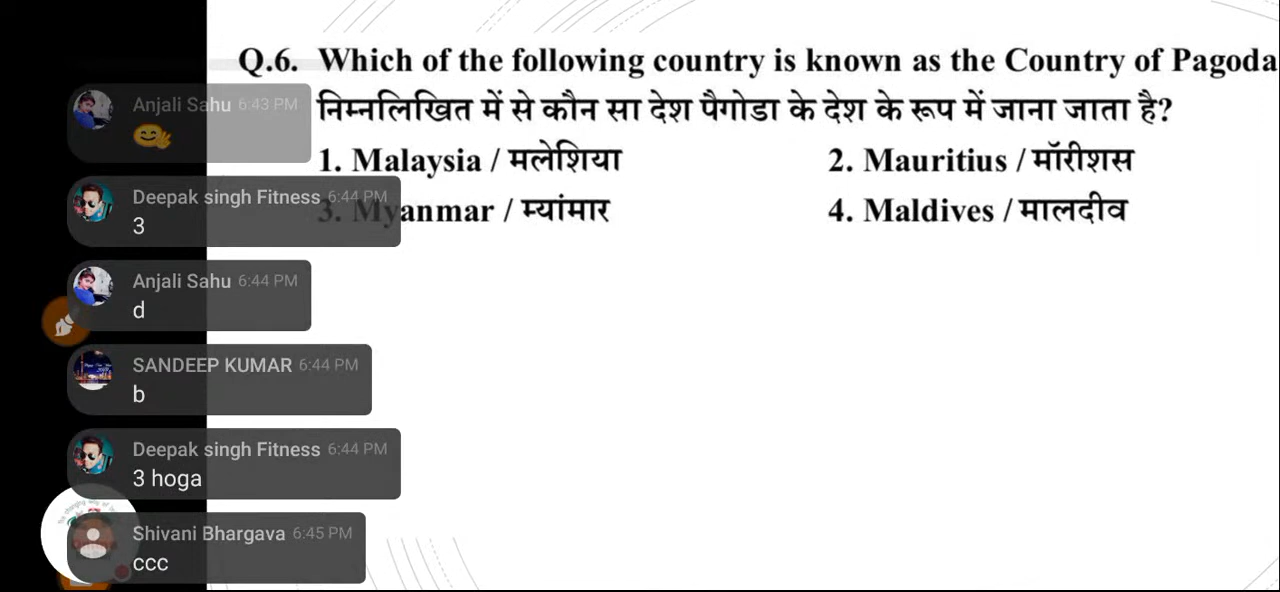 Q.6. Which of the following country is known as the Country of Pagoda
निम्नलिखित में से कौन सा देश पैगोडा के देश के रूप में जाना जाता है?
1. Malaysia / मलेशिया 2. Mauritius / मॉरीशस
3. Myanmar / म्यांमार 4. Maldives / मालदीव
Anjali Sahu 6:43 PM
Deepak singh Fitness 6:44 PM
3
Anjali Sahu 6:44 PM
d
SANDEEP KUMAR 6:44 PM
b
Deepak singh Fitness 6:44 PM
3 hoga
Shivani Bhargava 6:45 PM
ccc